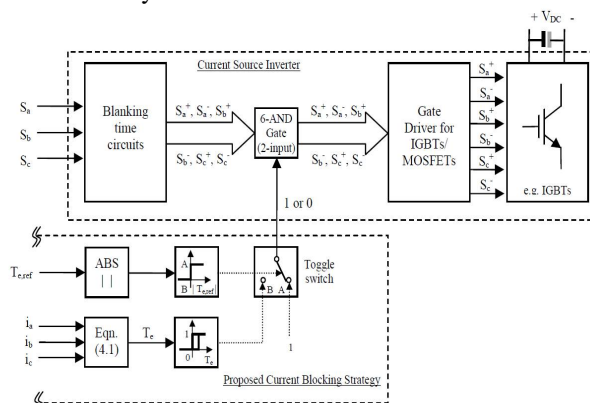 + V_DC -
Current Source Inverter
S_a
S_b
S_c
Blanking
time
circuits
S_a^+, S_a^-, S_b^+
S_b^-, S_c^+, S_c^-
6-AND
Gate
(2-input)
S_a^+, S_a^-, S_b^+
S_b^-, S_c^+, S_c^-
Gate
Driver for
IGBTs/
MOSFETs
S_a^+
S_a^-
S_b^+
S_b^-
S_c^+
S_c^-
e.g. IGBTs
1 or 0
T_e,ref
ABS
| |
A
B |T_e,ref|
B A
Toggle
switch
i_a
i_b
i_c
Eqn.
(4.1)
T_e
1
0 T_e
1
Proposed Current Blocking Strategy